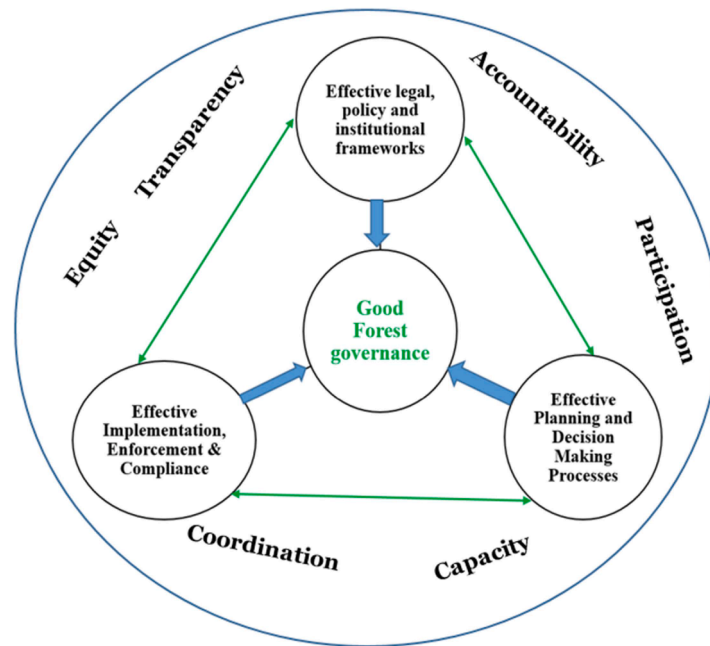 Effective legal,
policy and
institutional
frameworks
Accountability
Transparency
Equity
Participation
Good
Forest
governance
Effective
Implementation,
Enforcement &
Compliance
Effective
Planning and
Decision
Making
Processes
Coordination
Capacity